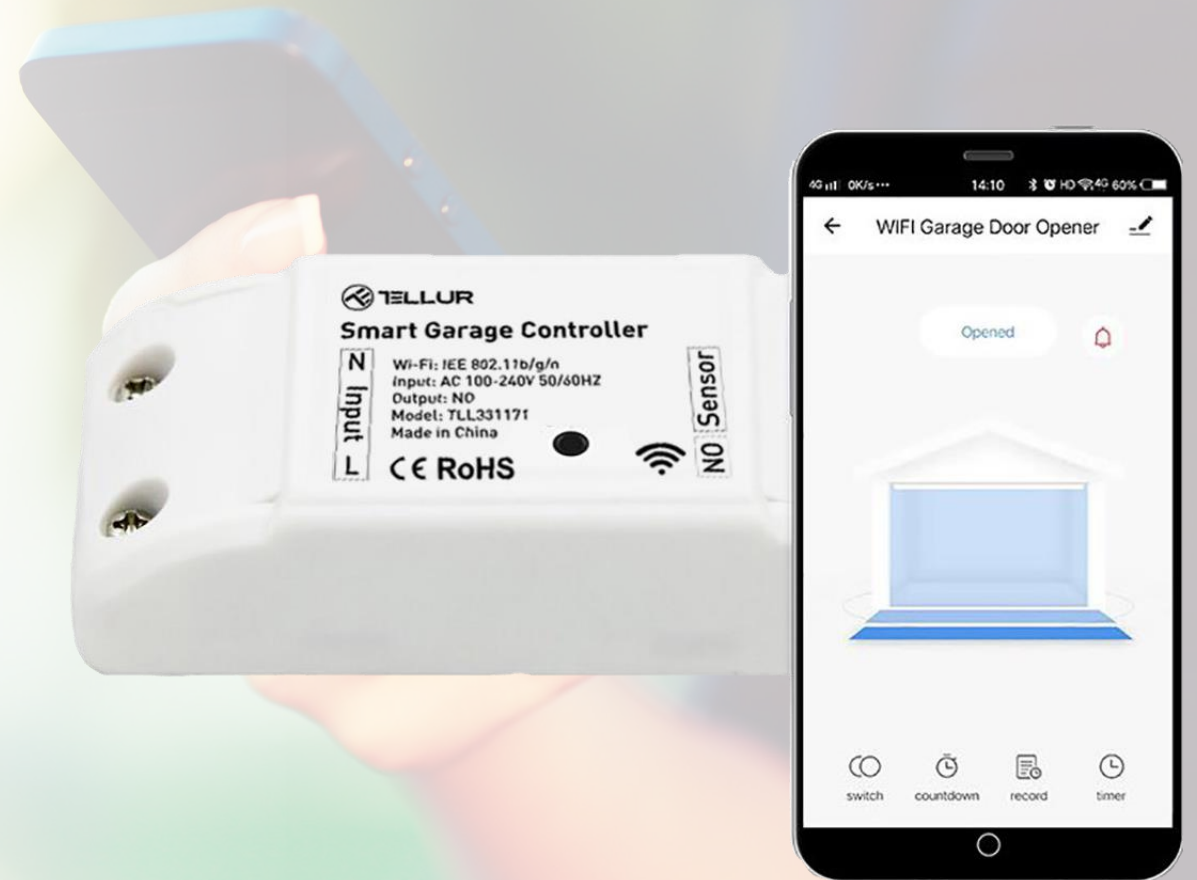 TELLUR
Smart Garage Controller
N Input L
Wi-Fi: IEE 802.11b/g/n
Input: AC 100-240V 50/60HZ
Output: NO
Model: TLL331171
Made in China
CE RoHS
NO Sensor
4G 0K/s... 14:10 HD 4G 60%
WIFI Garage Door Opener
Opened
switch countdown record timer